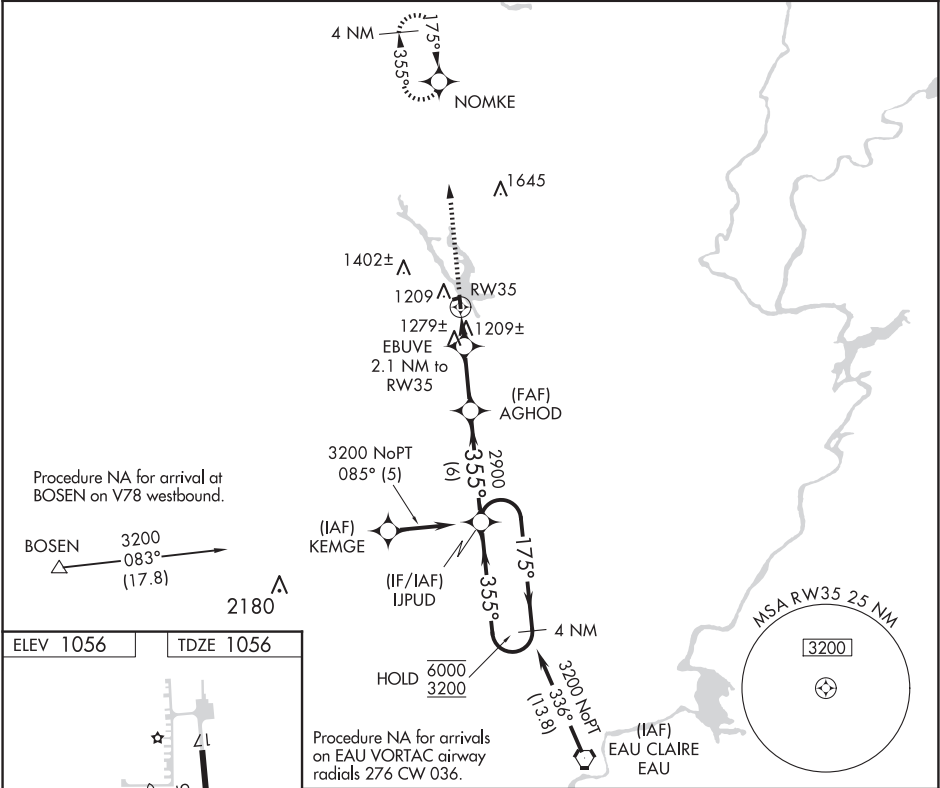 4 NM
175°
355°
NOMKE
1645
1402±
1209
RW35
1279±
1209±
EBUVE
2.1 NM to
RW35
(FAF)
AGHOD
3200 NoPT
085° (5)
355°
(6)
2900
Procedure NA for arrival at
BOSEN on V78 westbound.
(IAF)
KEMGE
BOSEN
3200
083°
(17.8)
(IF/IAF)
IJPUD
355°
175°
2180
4 NM
HOLD
6000
3200
3200 NoPT
336°
(13.8)
MSA RW35 25 NM
3200
ELEV 1056
TDZE 1056
17
Procedure NA for arrivals
on EAU VORTAC airway
radials 276 CW 036.
(IAF)
EAU CLAIRE
EAU